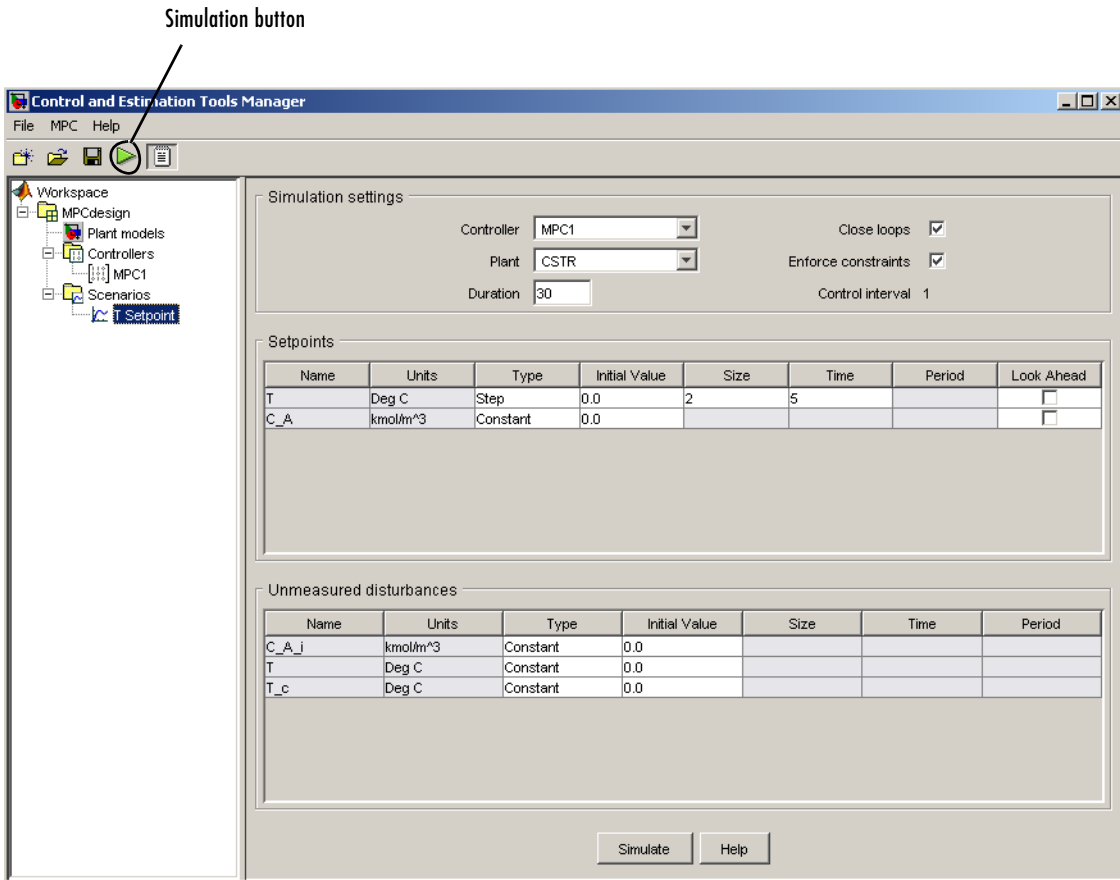 Simulation button
Control and Estimation Tools Manager
File MPC Help
Workspace
MPCdesign
Plant models
Controllers
MPC1
Scenarios
T Setpoint
Simulation settings
Controller MPC1 Close loops
Plant CSTR Enforce constraints
Duration 30 Control interval 1
Setpoints
Name Units Type Initial Value Size Time Period Look Ahead
T Deg C Step 0.0 2 5
C_A kmol/m^3 Constant 0.0
Unmeasured disturbances
Name Units Type Initial Value Size Time Period
C_A_i kmol/m^3 Constant 0.0
T Deg C Constant 0.0
T_c Deg C Constant 0.0
Simulate Help